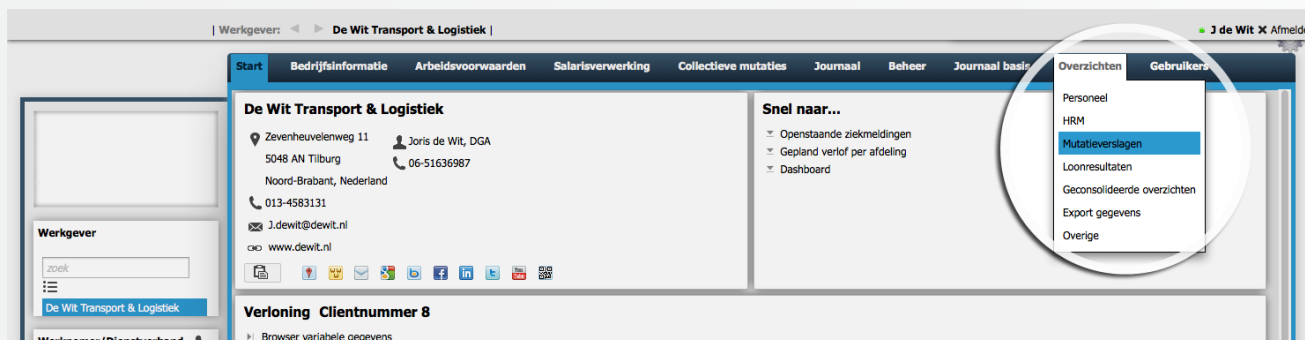 | Werkgever: De Wit Transport & Logistiek |
J de Wit X Afmelde
Start Bedrijfsinformatie Arbeidsvoorwaarden Salarisverwerking Collectieve mutaties Journaal Beheer Journaal basis Overzichten Gebruikers
De Wit Transport & Logistiek
Zevenheuvelenweg 11
5048 AN Tilburg
Noord-Brabant, Nederland
Joris de Wit, DGA
06-51636987
013-4583131
J.dewit@dewit.nl
www.dewit.nl
Snel naar...
Openstaande ziekmeldingen
Gepland verlof per afdeling
Dashboard
Personeel
HRM
Mutatieverslagen
Loonresultaten
Geconsolideerde overzichten
Export gegevens
Overige
Werkgever
zoek
De Wit Transport & Logistiek
Werknemer/Dienstverband
Verloning Clientnummer 8
Browser variabele gegevens